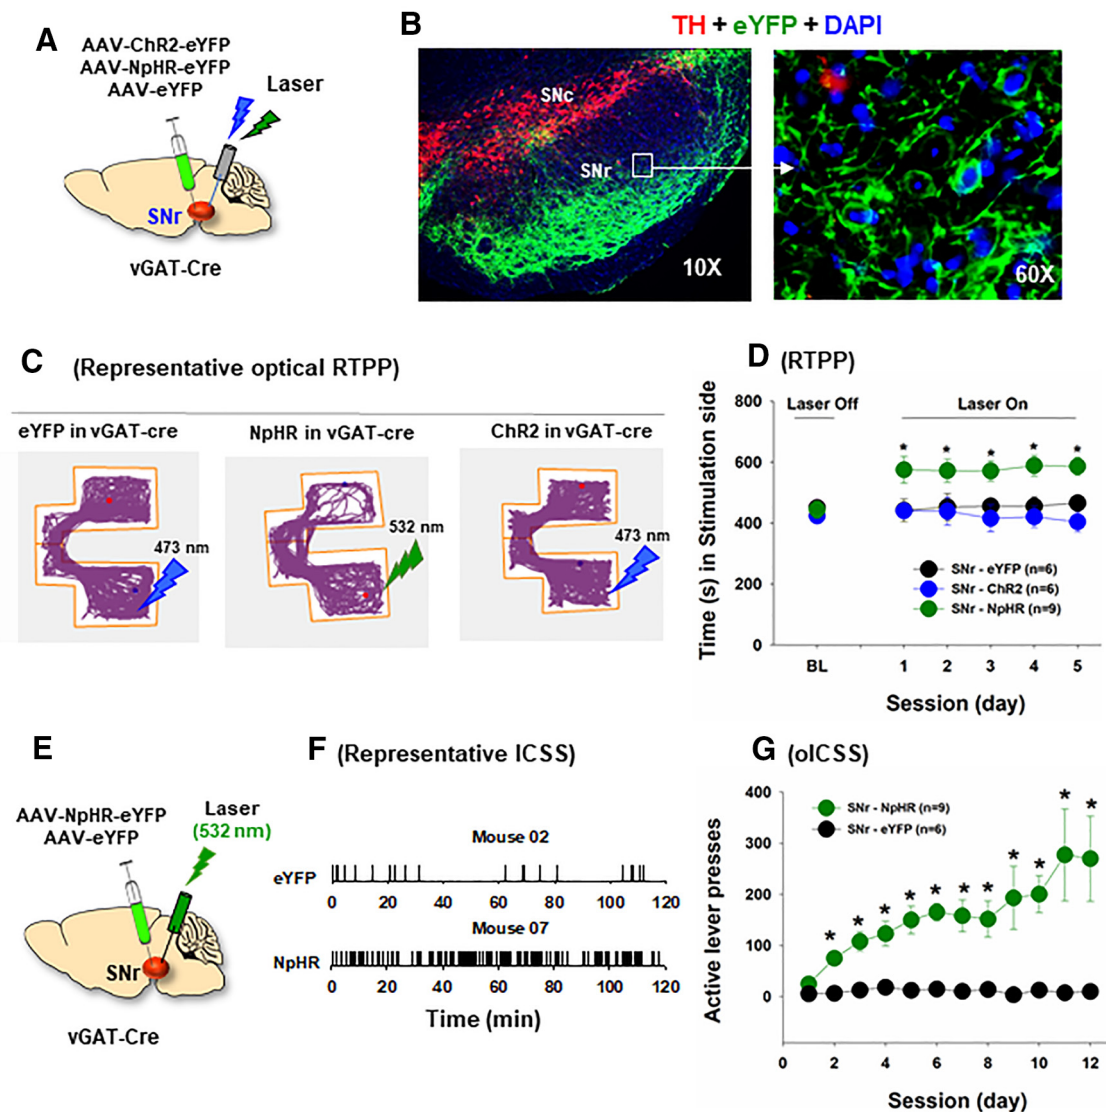 A
AAV-ChR2-eYFP
AAV-NpHR-eYFP
AAV-eYFP
Laser
SNr
vGAT-Cre
B
TH + eYFP + DAPI
SNc
SNr
10X
60X
C
(Representative optical RTPP)
eYFP in vGAT-cre
NpHR in vGAT-cre
ChR2 in vGAT-cre
473 nm
532 nm
473 nm
D (RTPP)
Time (s) in Stimulation side
800
600
400
200
0
Laser Off
Laser On
* * * * *
SNr - eYFP (n=6)
SNr - ChR2 (n=6)
SNr - NpHR (n=9)
BL 1 2 3 4 5
Session (day)
E
AAV-NpHR-eYFP
AAV-eYFP
Laser
(532 nm)
SNr
vGAT-Cre
F (Representative ICSS)
Mouse 02
eYFP
0 20 40 60 80 100 120
Mouse 07
NpHR
0 20 40 60 80 100 120
Time (min)
G (oICSS)
Active lever presses
400
300
200
100
0
SNr - NpHR (n=9)
SNr - eYFP (n=6)
* * * * * * * * * * *
0 2 4 6 8 10 12
Session (day)